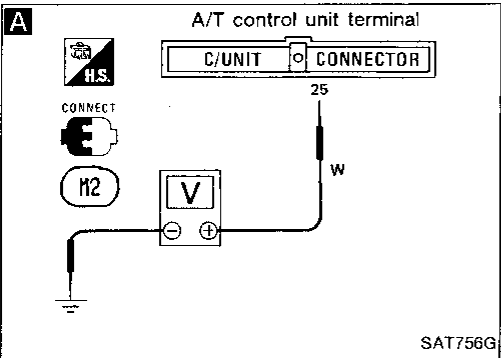 A
A/T control unit terminal
H.S.
C/UNIT
CONNECTOR
CONNECT
25
W
M2
V
SAT756G